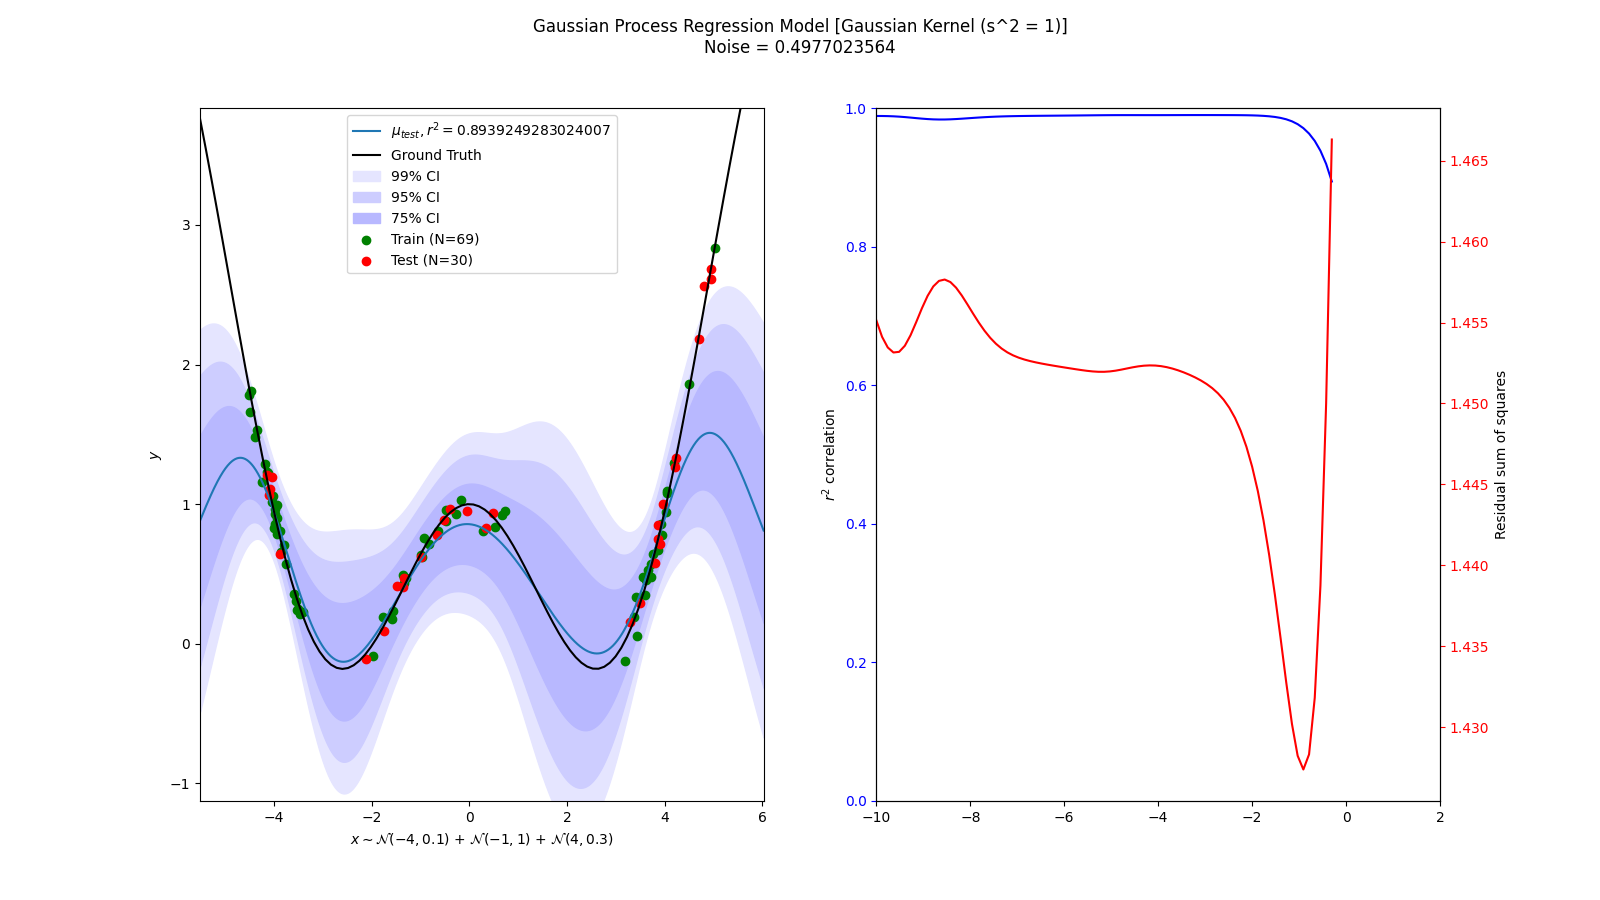 Gaussian Process Regression Model [Gaussian Kernel (s^2 = 1)]
Noise = 0.4977023564
μ_test, r² = 0.8939249283024007
Ground Truth
99% CI
95% CI
75% CI
Train (N=69)
Test (N=30)
y
3
2
1
0
−1
−4
−2
0
2
4
6
x ∼ 𝒩(−4, 0.1) + 𝒩(−1, 1) + 𝒩(4, 0.3)
r² correlation
1.0
0.8
0.6
0.4
0.2
0.0
−10
−8
−6
−4
−2
0
2
1.465
1.460
1.455
1.450
1.445
1.440
1.435
1.430
Residual sum of squares